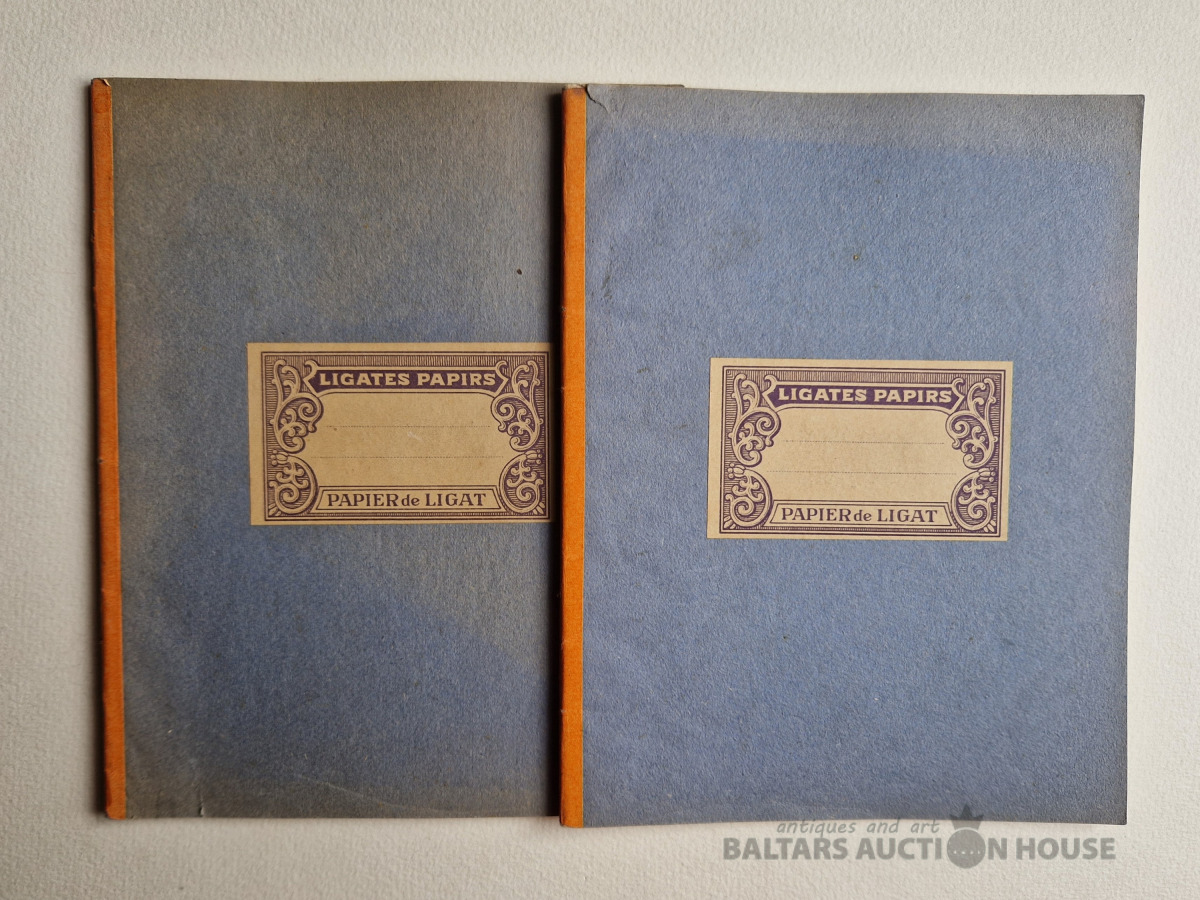 LIGATES PAPIRS
PAPIER de LIGAT
LIGATES PAPIRS
PAPIER de LIGAT
antiques and art
BALTARS AUCTION HOUSE